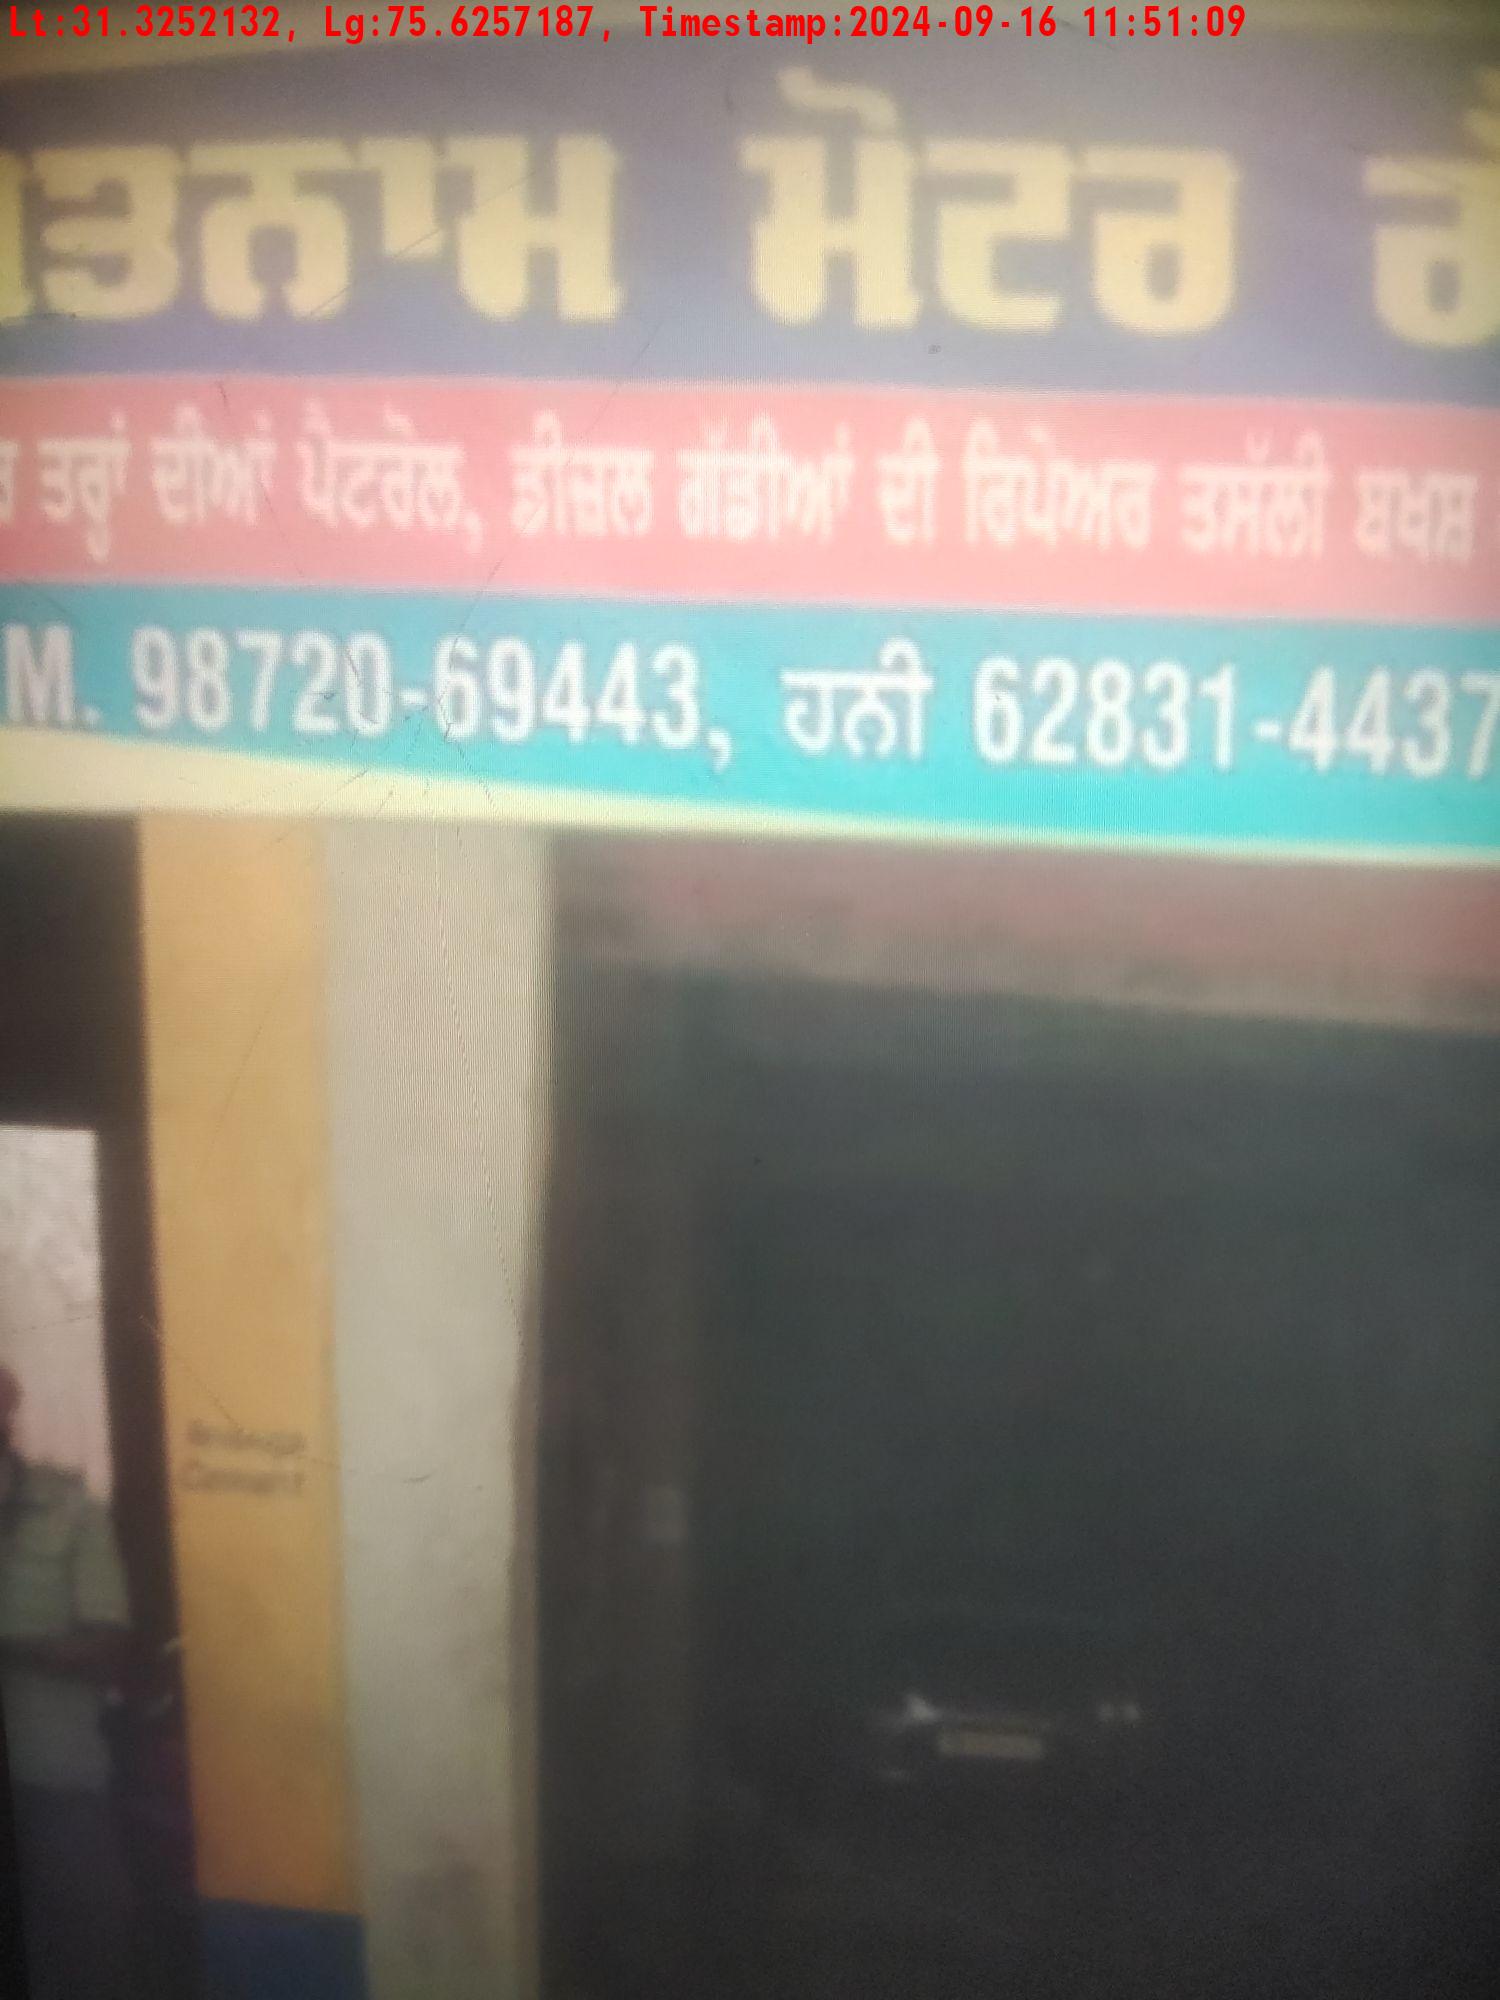 Lt:31.3252132, Lg:75.6257187, Timestamp:2024-09-16 11:51:09
ਤਨਾਮ ਮੋਟਰ
ਤਰ੍ਹਾਂ ਦੀਆਂ ਪੈਟਰੋਲ, ਡੀਜ਼ਲ ਗੱਡੀਆਂ ਦੀ ਰਿਪੇਅਰ ਤਸੱਲੀ ਬਖਸ਼
M. 98720-69443, ਹਨੀ 62831-4437